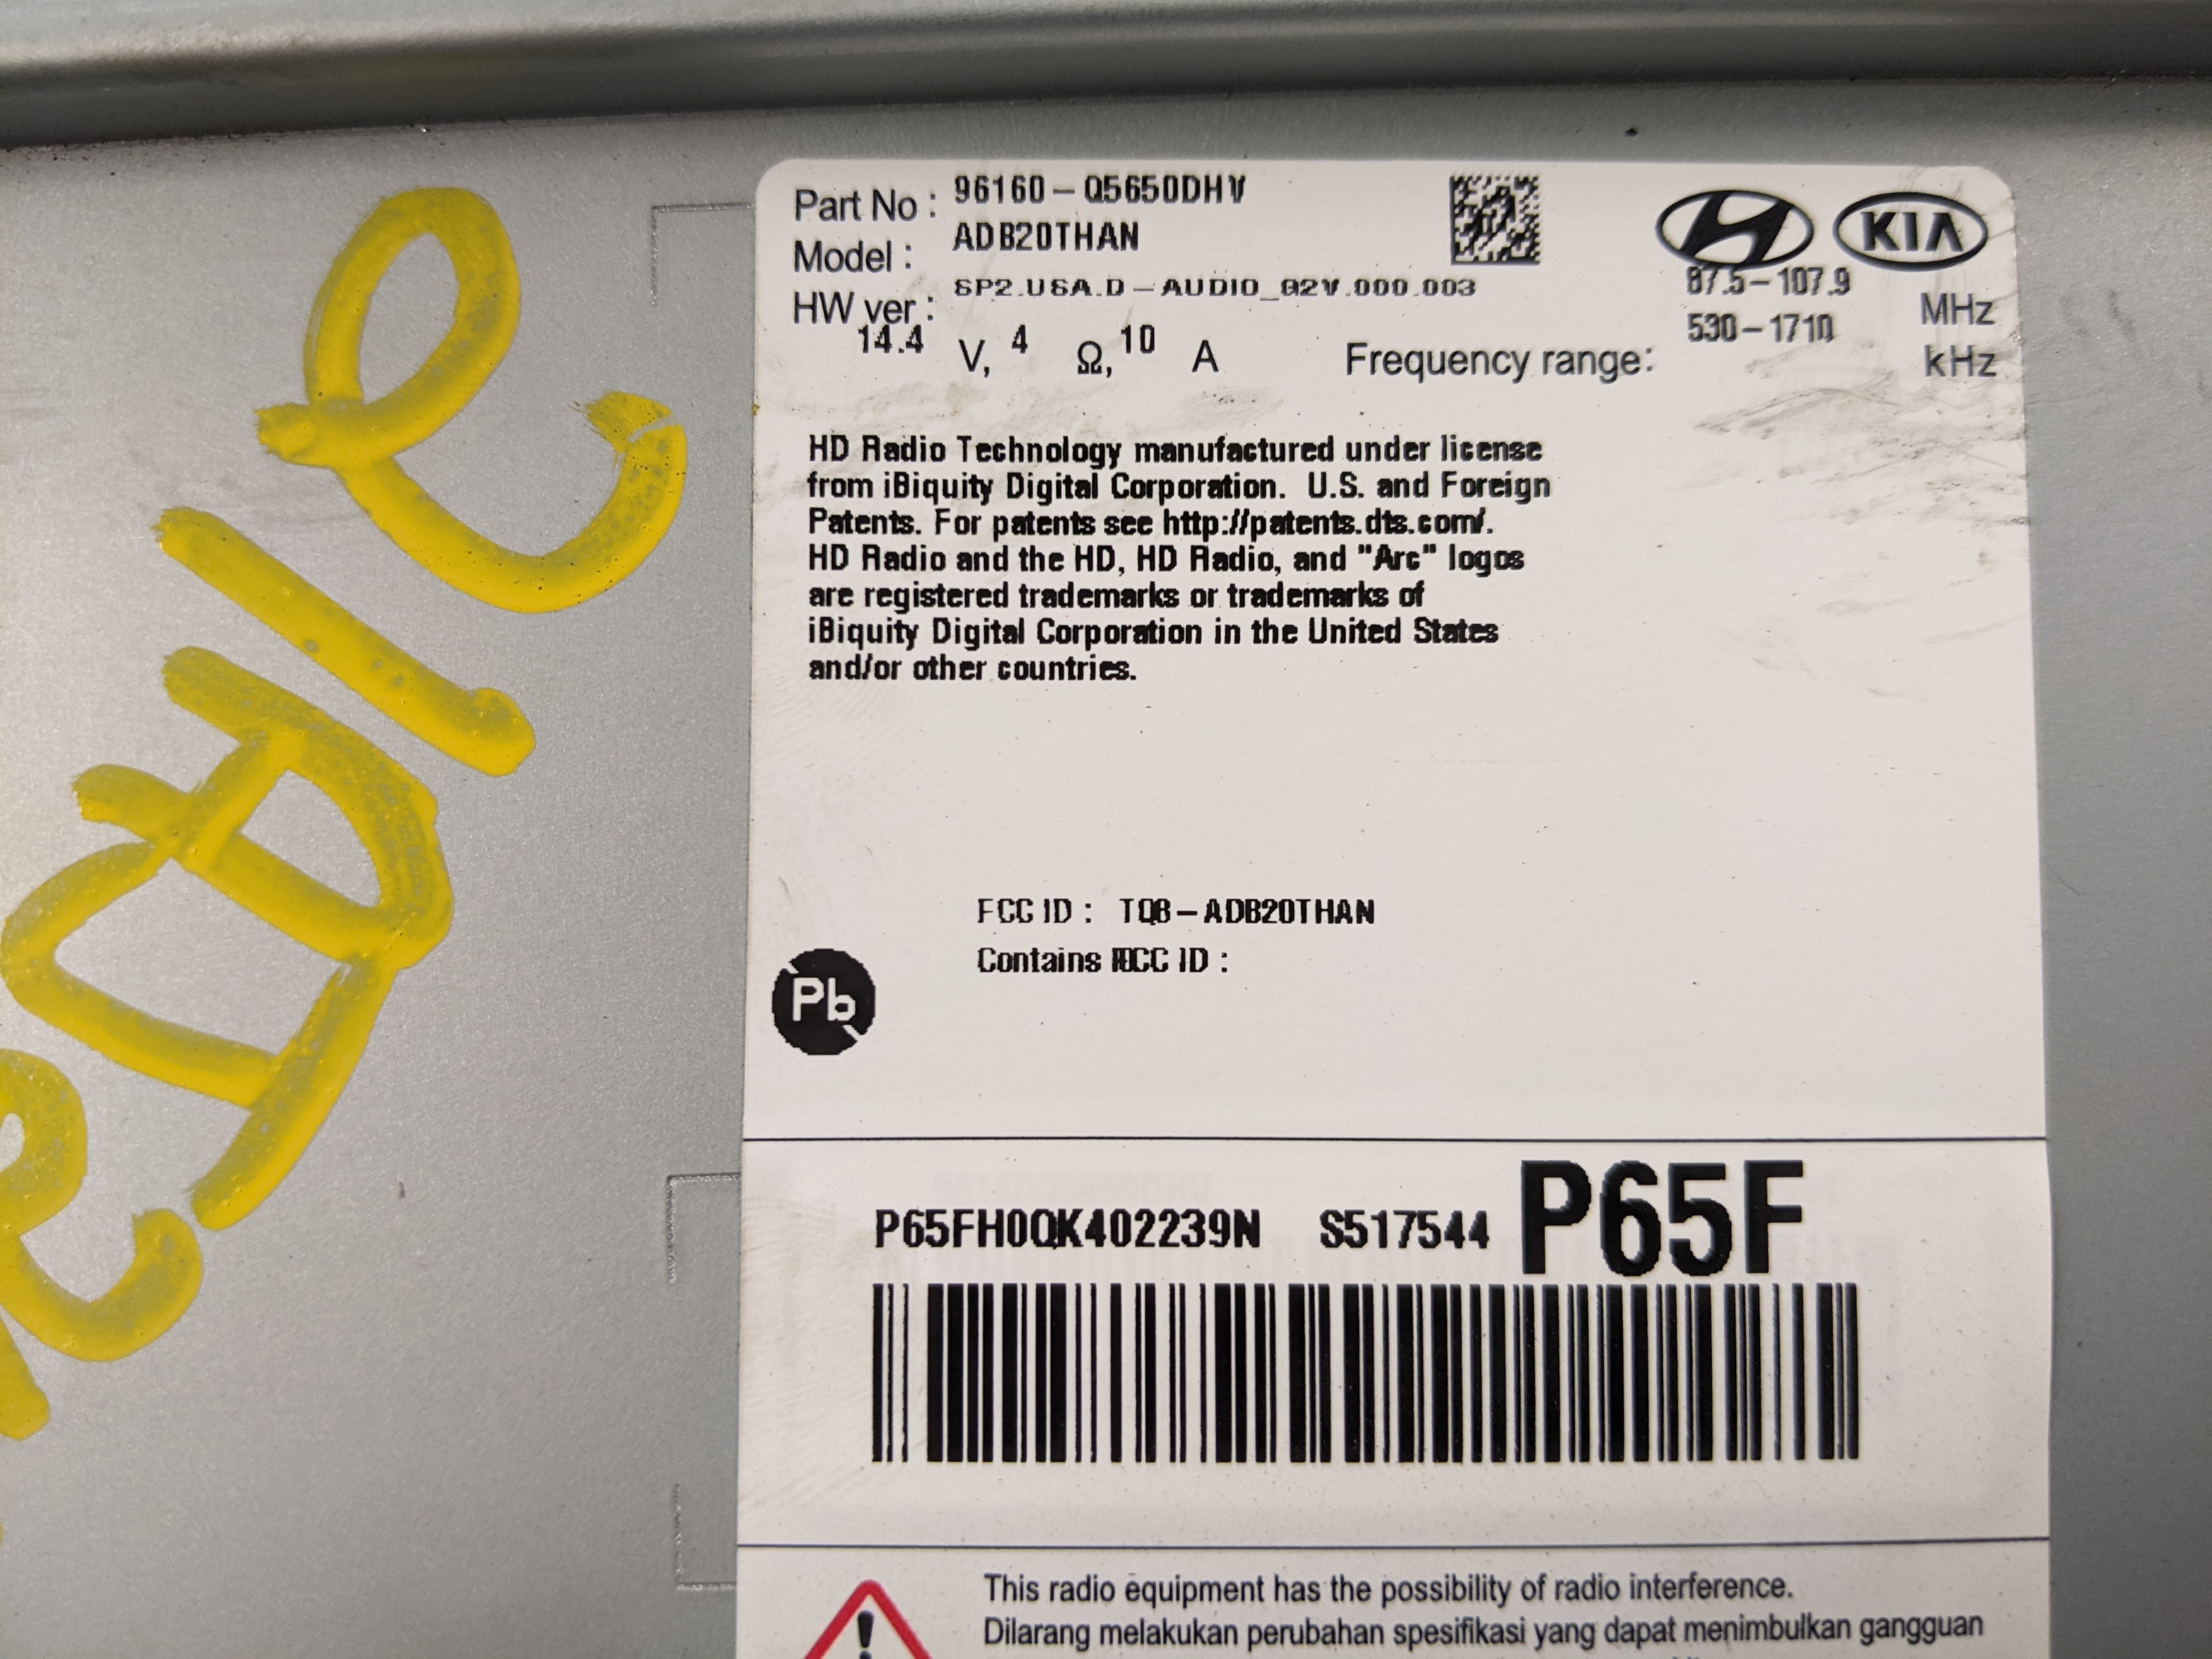 Part No : 96160-Q5650DHV
Model : ADB20THAN
HW ver : SP2.USA.D-AUDIO_G2V.000.003
14.4 V, 4 Ω, 10 A
KIA
Frequency range: 87.5-107.9 MHz
530-1710 kHz
HD Radio Technology manufactured under license
from iBiquity Digital Corporation. U.S. and Foreign
Patents. For patents see http://patents.dts.com/.
HD Radio and the HD, HD Radio, and "Arc" logos
are registered trademarks or trademarks of
iBiquity Digital Corporation in the United States
and/or other countries.
FCC ID : TQ8-ADB20THAN
Contains FCC ID :
Pb
P65FH0QK402239N S517544 P65F
This radio equipment has the possibility of radio interference.
Dilarang melakukan perubahan spesifikasi yang dapat menimbulkan gangguan